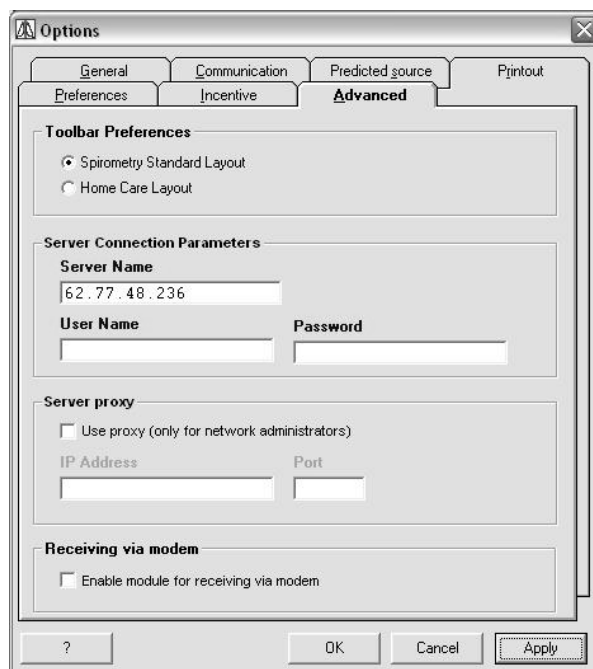 Options
General Communication Predicted source Printout
Preferences Incentive Advanced
Toolbar Preferences
Spirometry Standard Layout
Home Care Layout
Server Connection Parameters
Server Name
62.77.48.236
User Name Password
Server proxy
Use proxy (only for network administrators)
IP Address Port
Receiving via modem
Enable module for receiving via modem
? OK Cancel Apply